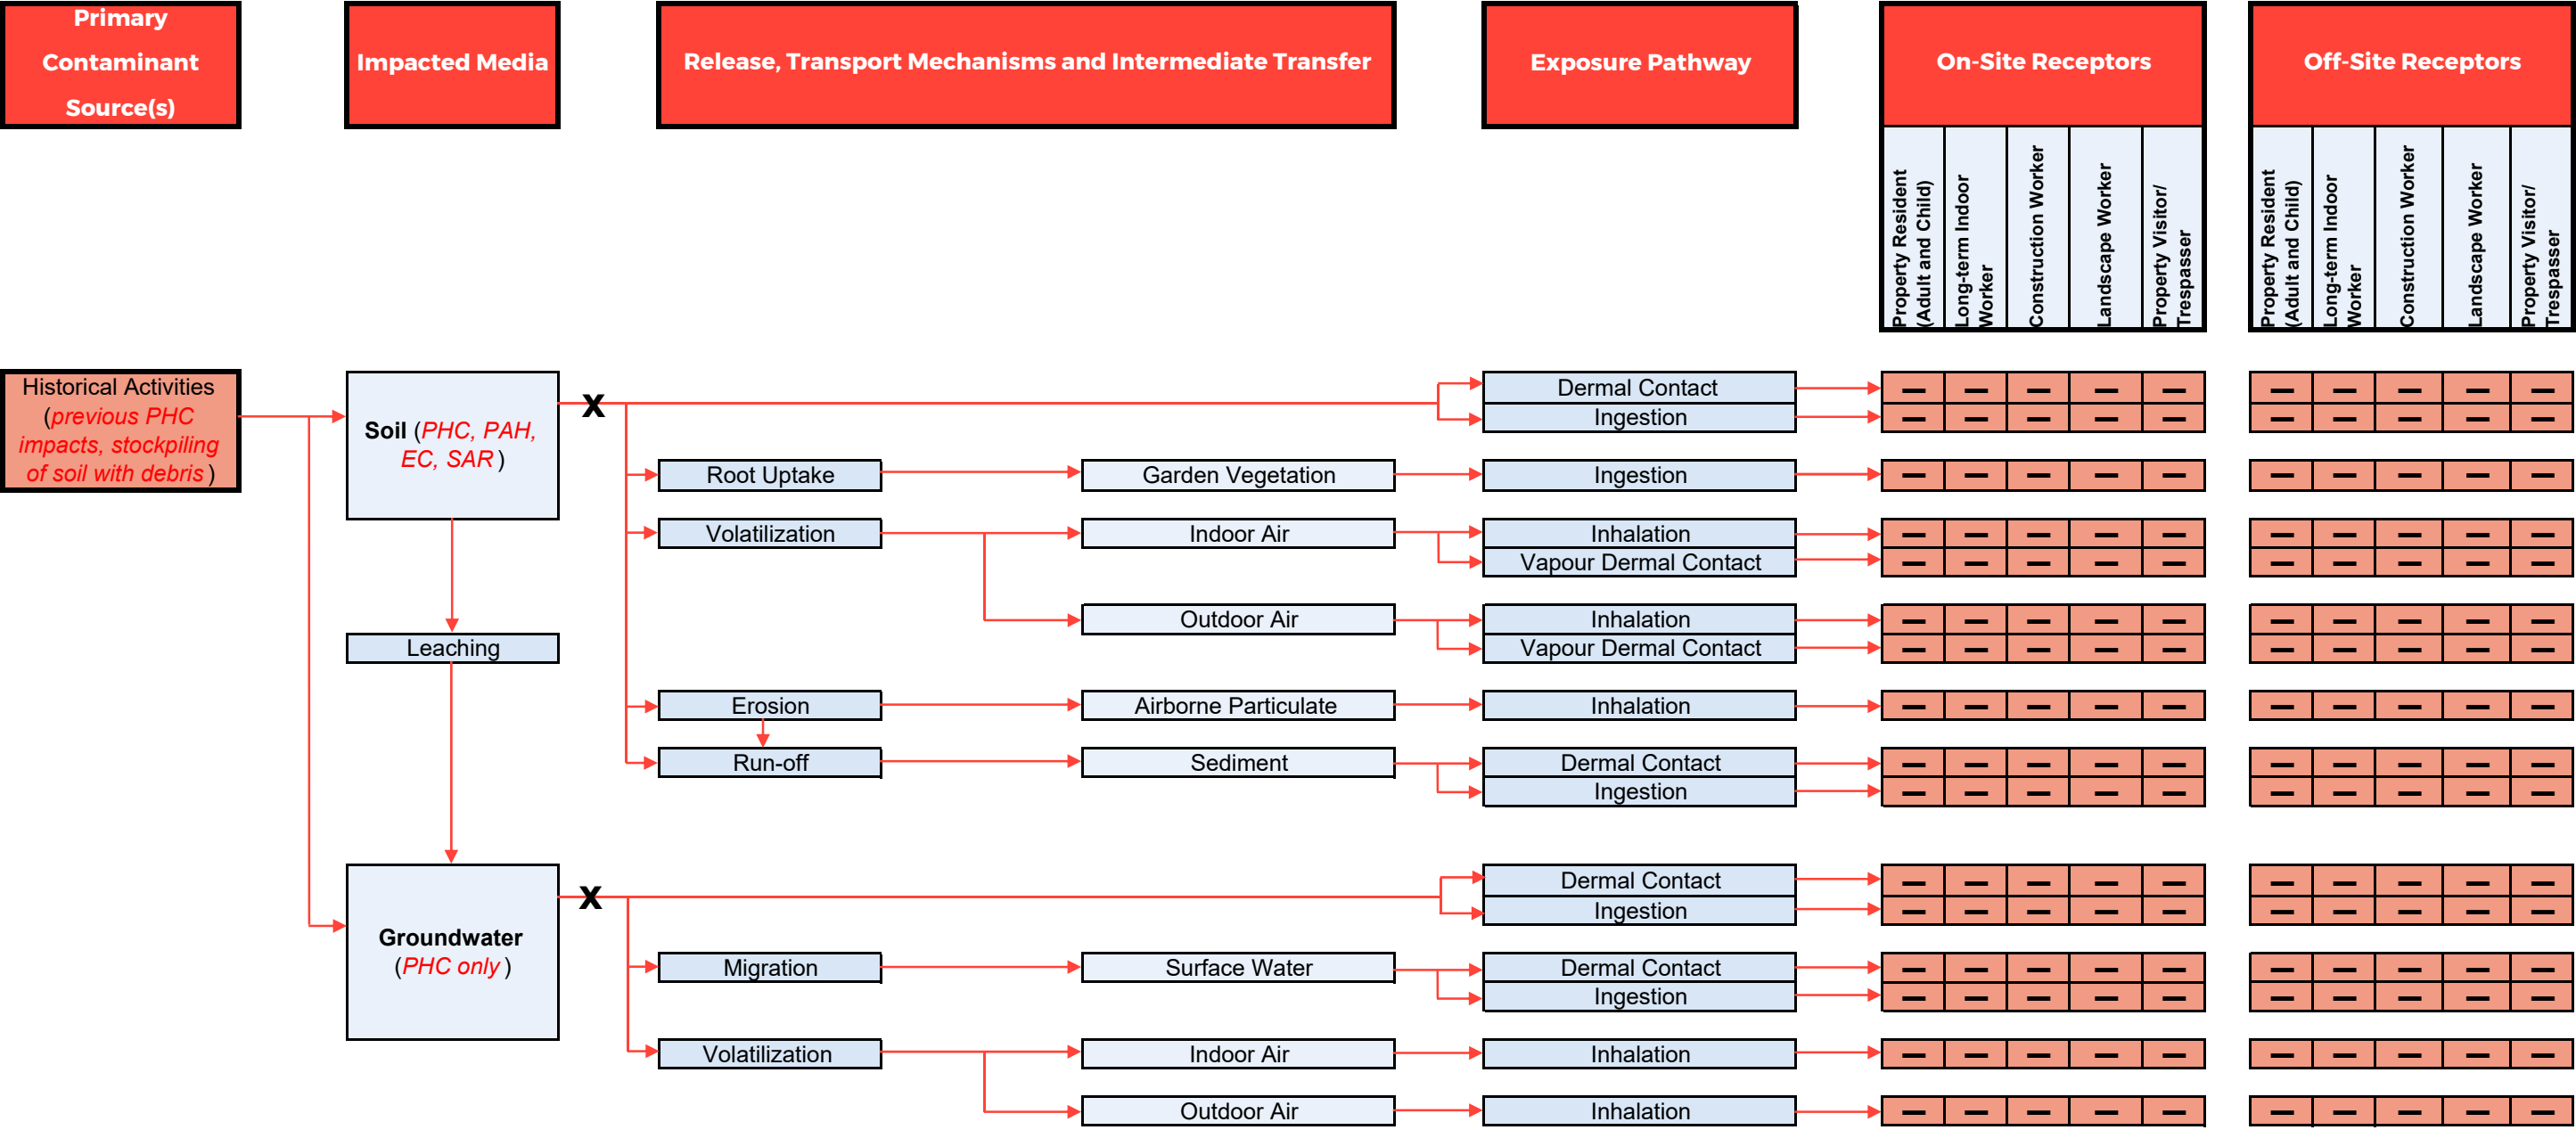 Primary
Contaminant
Source(s)
Impacted Media
Release, Transport Mechanisms and Intermediate Transfer
Exposure Pathway
On-Site Receptors
Off-Site Receptors
Property Resident
(Adult and Child)
Long-term Indoor
Worker
Construction Worker
Landscape Worker
Property Visitor/
Trespasser
Property Resident
(Adult and Child)
Long-term Indoor
Worker
Construction Worker
Landscape Worker
Property Visitor/
Trespasser
Historical Activities
(previous PHC
impacts, stockpiling
of soil with debris)
Soil (PHC, PAH,
EC, SAR)
X
Dermal Contact
— — — — — — — — — —
Ingestion
— — — — — — — — — —
Root Uptake
Garden Vegetation
Ingestion
— — — — — — — — — —
Volatilization
Indoor Air
Inhalation
— — — — — — — — — —
Vapour Dermal Contact
— — — — — — — — — —
Outdoor Air
Inhalation
— — — — — — — — — —
Leaching
Vapour Dermal Contact
— — — — — — — — — —
Erosion
Airborne Particulate
Inhalation
— — — — — — — — — —
Run-off
Sediment
Dermal Contact
— — — — — — — — — —
Ingestion
— — — — — — — — — —
Groundwater
(PHC only)
X
Dermal Contact
— — — — — — — — — —
Ingestion
— — — — — — — — — —
Migration
Surface Water
Dermal Contact
— — — — — — — — — —
Ingestion
— — — — — — — — — —
Volatilization
Indoor Air
Inhalation
— — — — — — — — — —
Outdoor Air
Inhalation
— — — — — — — — — —